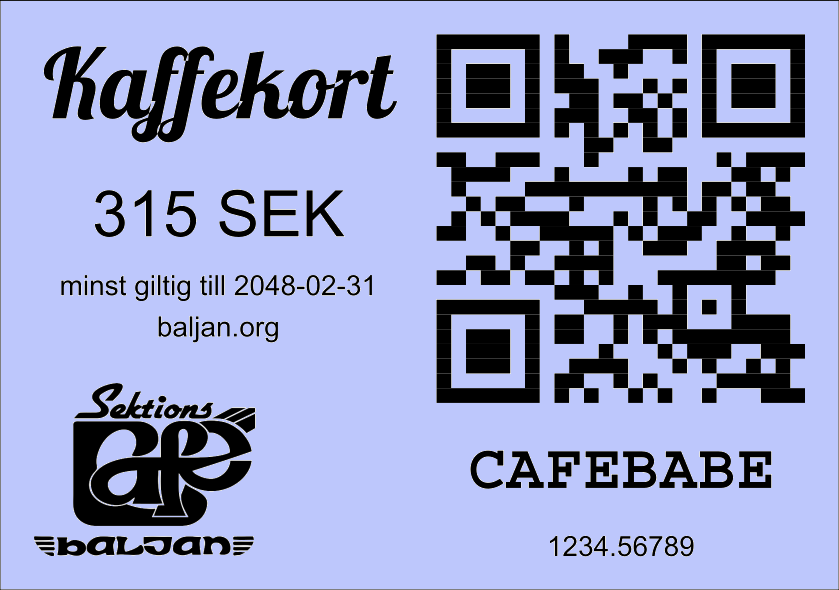 Kaffekort
315 SEK
minst giltig till 2048-02-31
baljan.org
Sektions
Café
BALJAN
CAFEBABE
1234.56789